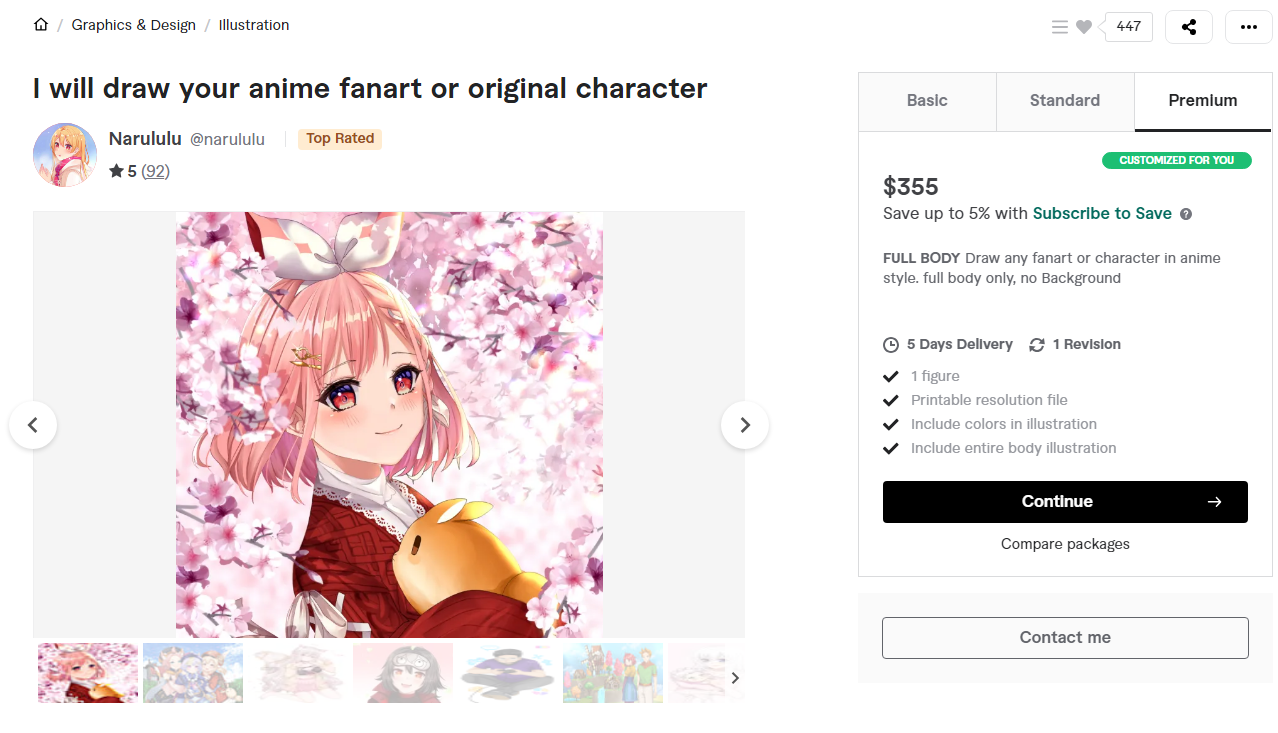 / Graphics & Design / Illustration
447
I will draw your anime fanart or original character
Narululu @narululu Top Rated
5 (92)
Basic Standard Premium
CUSTOMIZED FOR YOU
$355
Save up to 5% with Subscribe to Save ?
FULL BODY Draw any fanart or character in anime
style. full body only, no Background
5 Days Delivery 1 Revision
1 figure
Printable resolution file
Include colors in illustration
Include entire body illustration
Continue
Compare packages
Contact me